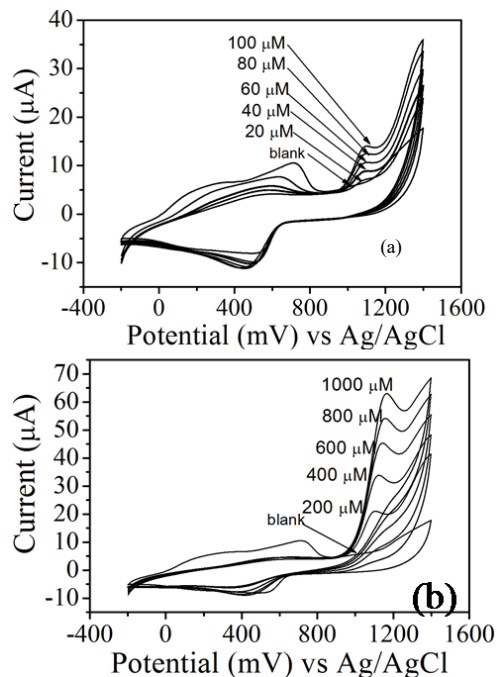 40
30
20
10
0
-10
Current (µA)
100 µM
80 µM
60 µM
40 µM
20 µM
blank
(a)
-400 0 400 800 1200 1600
Potential (mV) vs Ag/AgCl
70
60
50
40
30
20
10
0
-10
Current (µA)
1000 µM
800 µM
600 µM
400 µM
200 µM
blank
(b)
-400 0 400 800 1200 1600
Potential (mV) vs Ag/AgCl